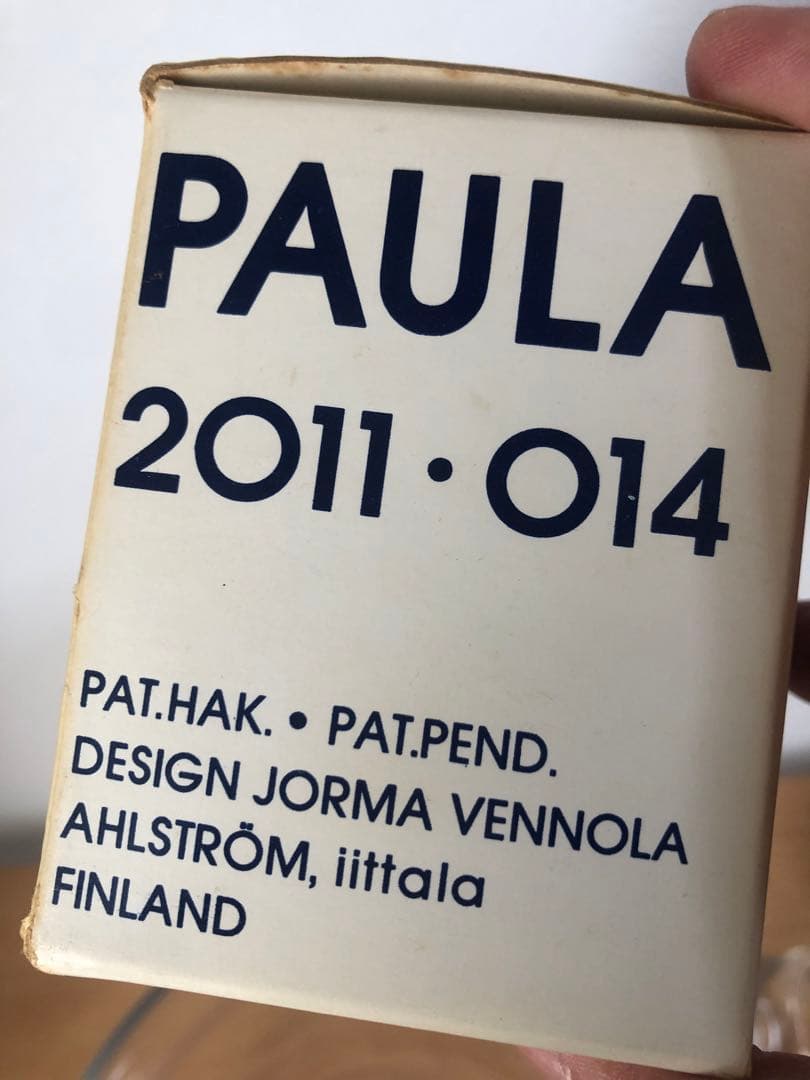 PAULA
2011 • 014
PAT.HAK. • PAT.PEND.
DESIGN JORMA VENNOLA
AHLSTRÖM, iittala
FINLAND